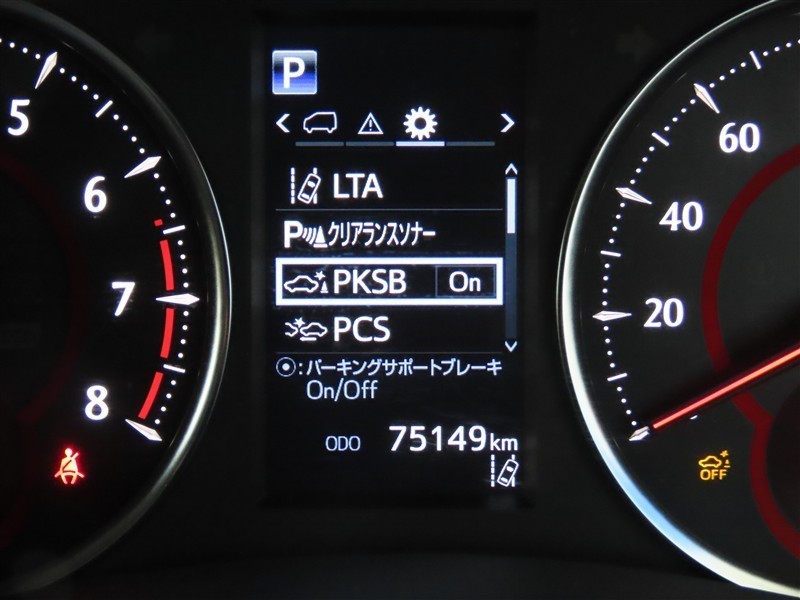 P
LTA
Pクリアランスソナー
PKSB On
PCS
:パーキングサポートブレーキ
On/Off
ODO 75149km
5
6
7
8
60
40
20
OFF